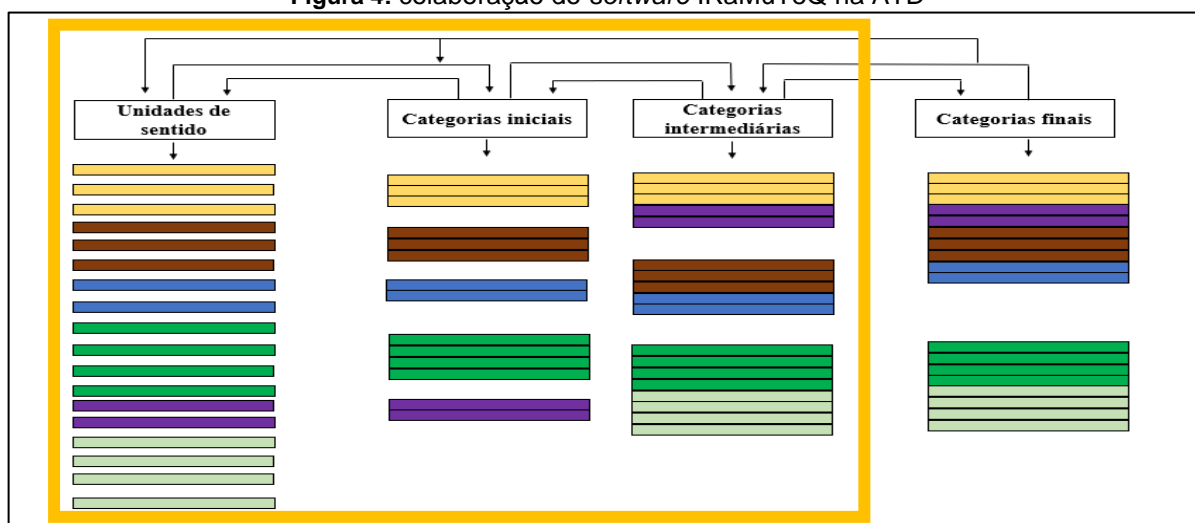 Figura 4: colaboração do software IRaMuTeQ na ATD
Unidades de
sentido
Categorias iniciais
Categorias
intermediárias
Categorias finais